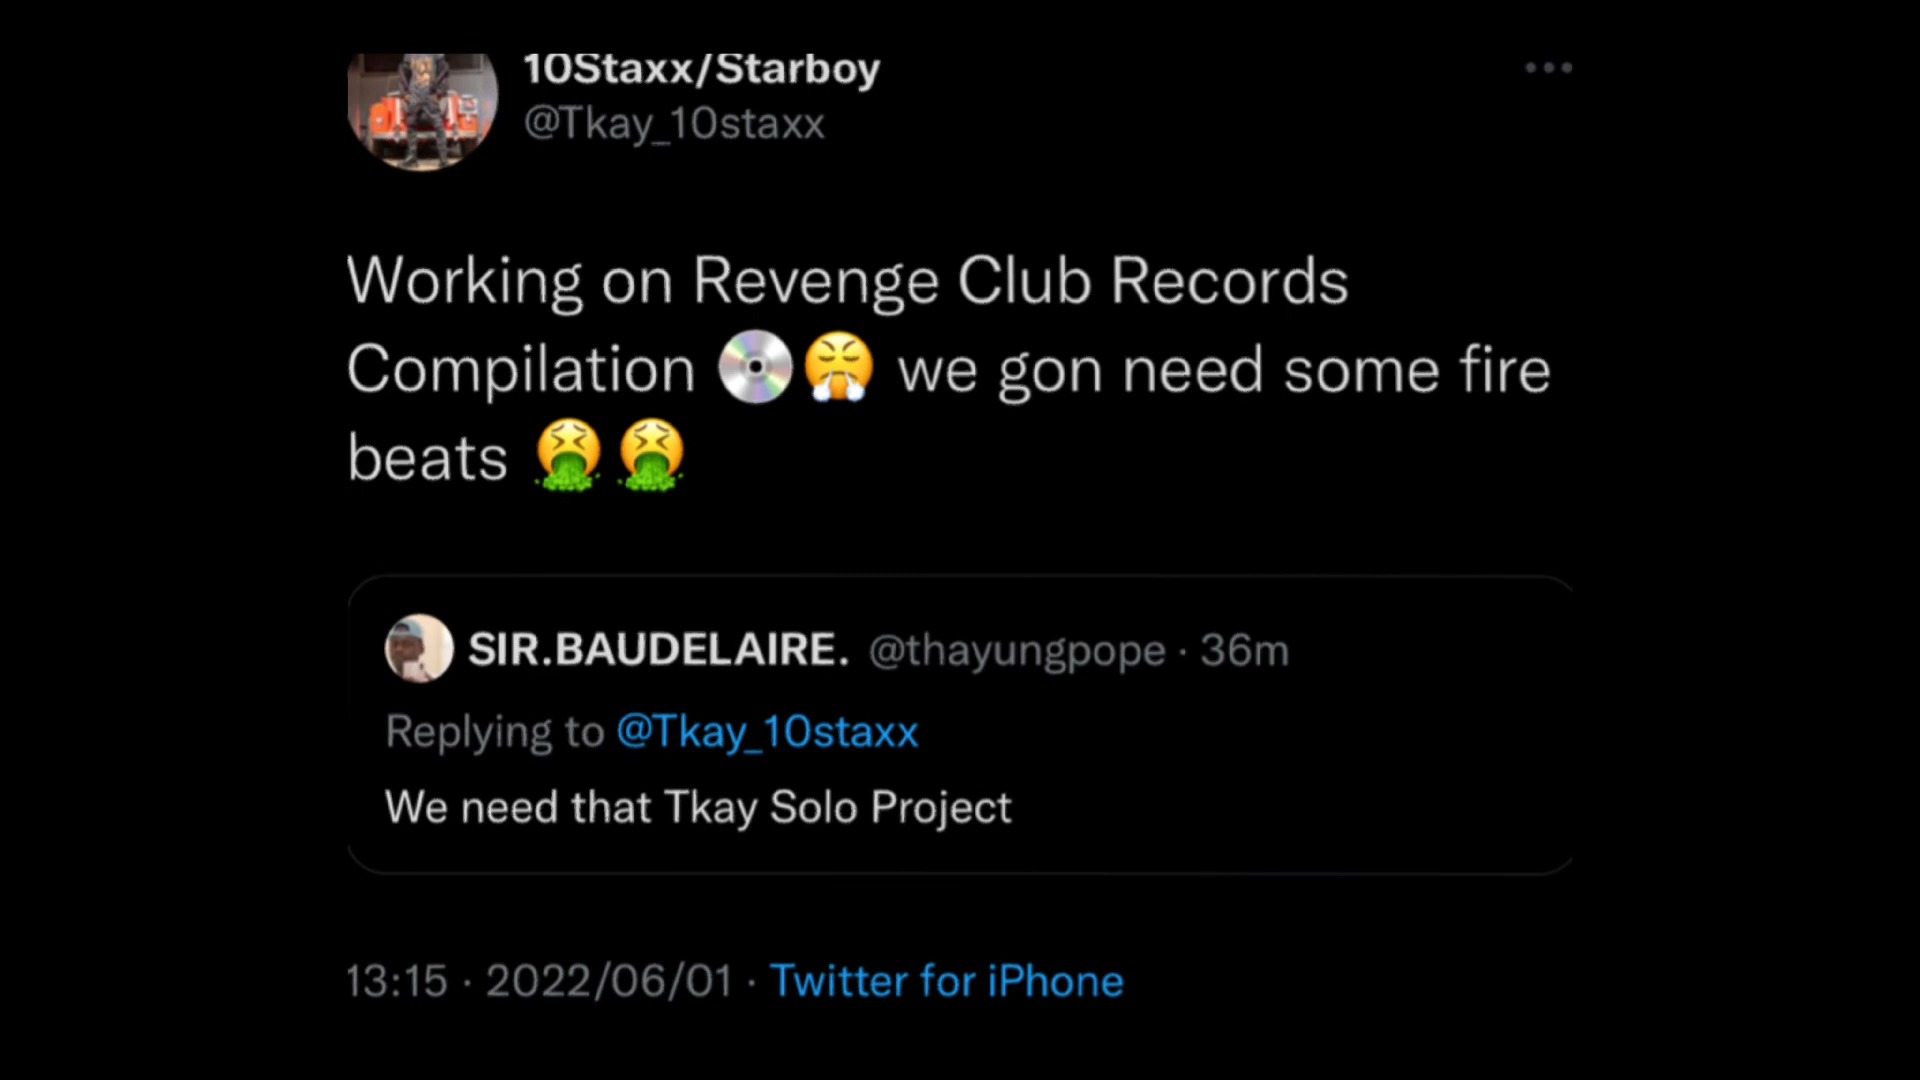 10Staxx/Starboy
@Tkay_10staxx
Working on Revenge Club Records
Compilation 💿😤 we gon need some fire
beats 🤮🤮
SIR.BAUDELAIRE. @thayungpope · 36m
Replying to @Tkay_10staxx
We need that Tkay Solo Project
13:15 · 2022/06/01 · Twitter for iPhone